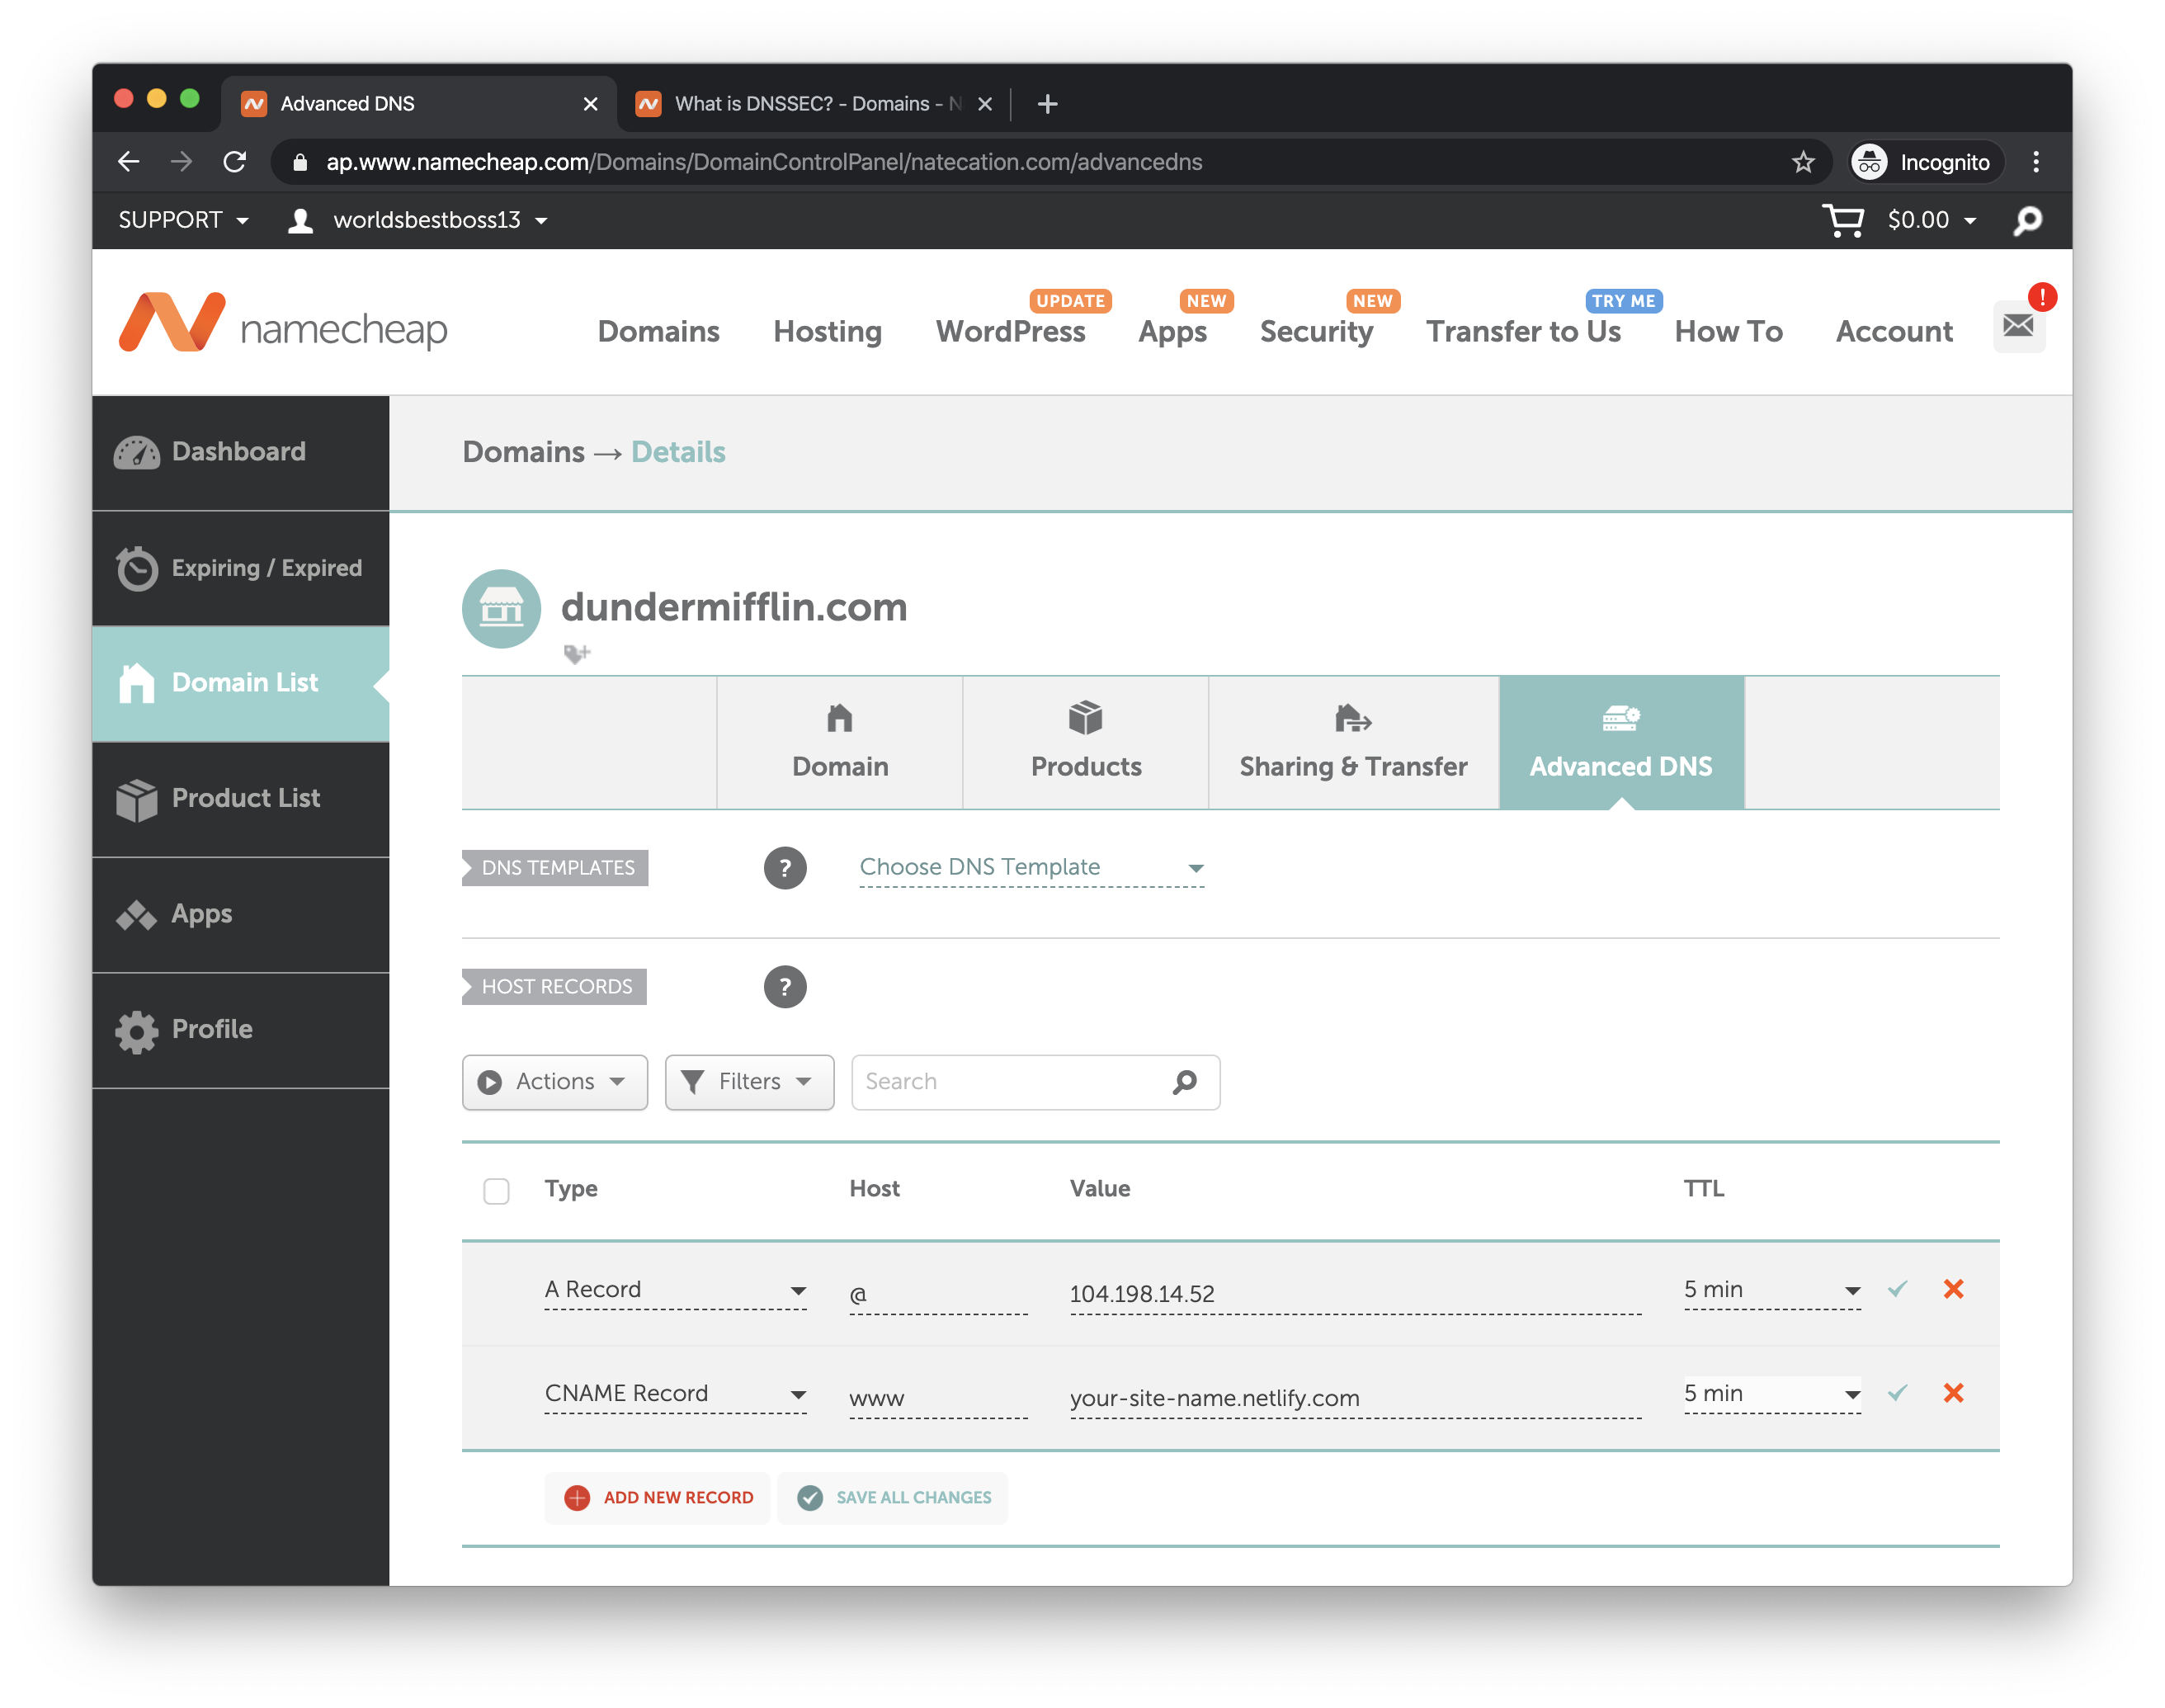 Advanced DNS
What is DNSSEC? - Domains - N
ap.www.namecheap.com/Domains/DomainControlPanel/natecation.com/advancedns
Incognito
SUPPORT
worldsbestboss13
$0.00
namecheap
Domains
Hosting
UPDATE
WordPress
NEW
Apps
NEW
Security
TRY ME
Transfer to Us
How To
Account
!
Dashboard
Expiring / Expired
Domain List
Product List
Apps
Profile
Domains → Details
dundermifflin.com
Domain
Products
Sharing & Transfer
Advanced DNS
DNS TEMPLATES
?
Choose DNS Template
HOST RECORDS
?
Actions
Filters
Search
Type Host Value TTL
A Record @ 104.198.14.52 5 min
CNAME Record www your-site-name.netlify.com 5 min
ADD NEW RECORD
SAVE ALL CHANGES